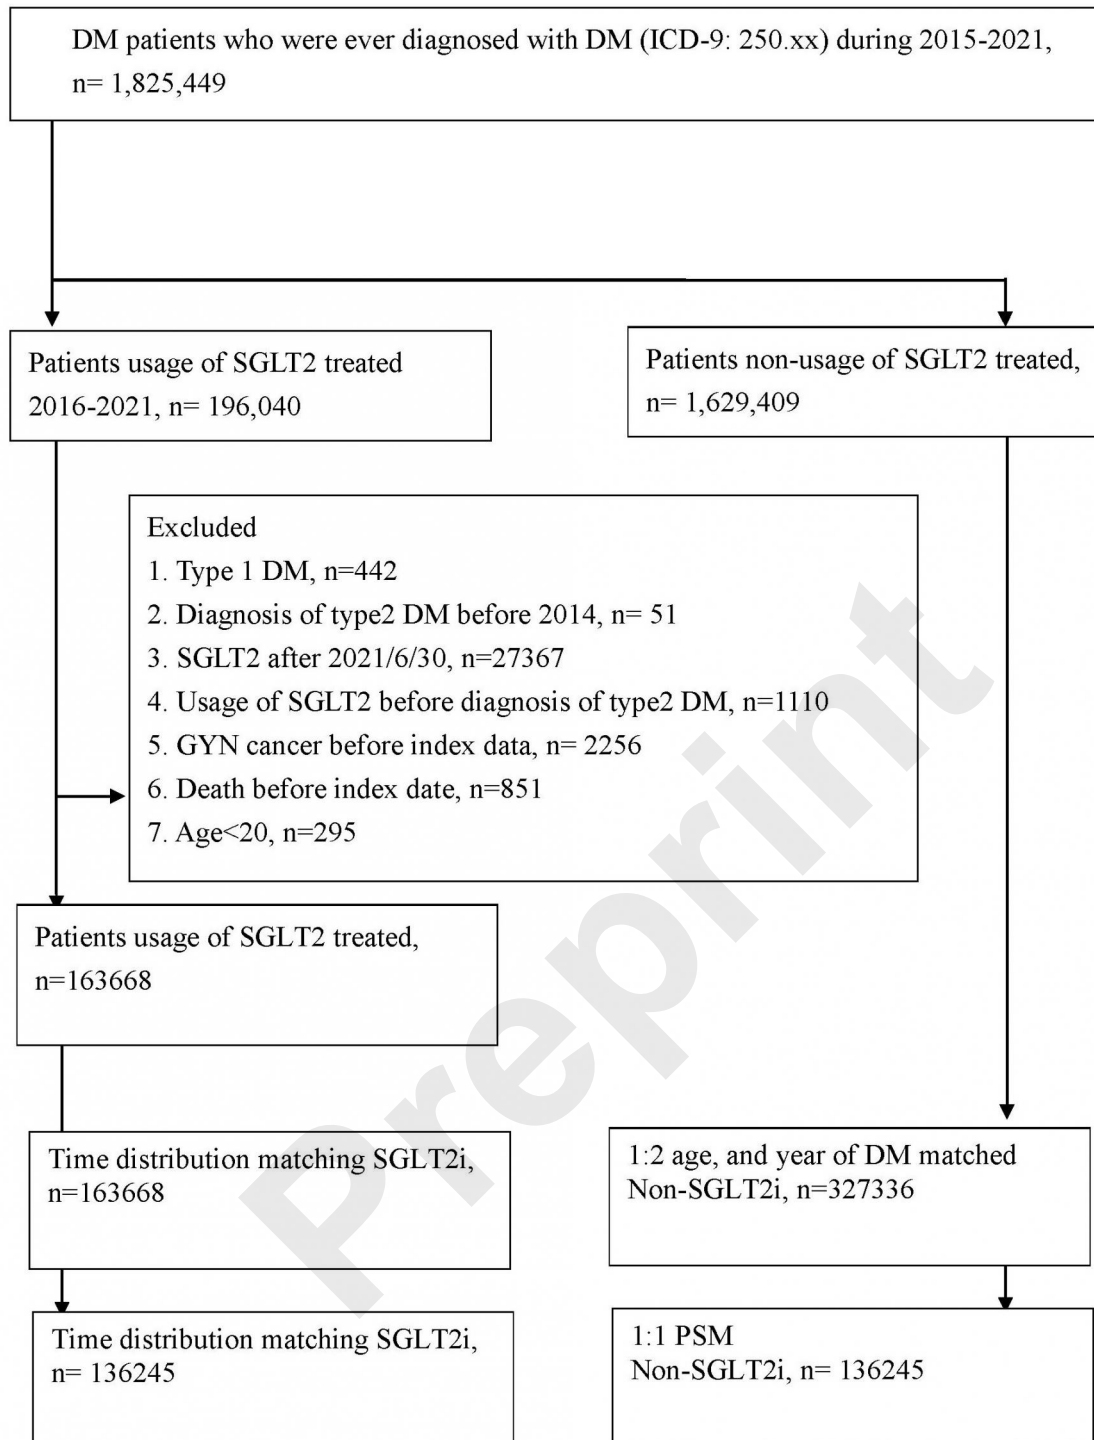 DM patients who were ever diagnosed with DM (ICD-9: 250.xx) during 2015-2021,
n= 1,825,449
Patients usage of SGLT2 treated
2016-2021, n= 196,040
Patients non-usage of SGLT2 treated,
n= 1,629,409
Excluded
1. Type 1 DM, n=442
2. Diagnosis of type2 DM before 2014, n= 51
3. SGLT2 after 2021/6/30, n=27367
4. Usage of SGLT2 before diagnosis of type2 DM, n=1110
5. GYN cancer before index data, n= 2256
6. Death before index date, n=851
7. Age<20, n=295
Patients usage of SGLT2 treated,
n=163668
Time distribution matching SGLT2i,
n=163668
1:2 age, and year of DM matched
Non-SGLT2i, n=327336
Time distribution matching SGLT2i,
n= 136245
1:1 PSM
Non-SGLT2i, n= 136245
Preprint